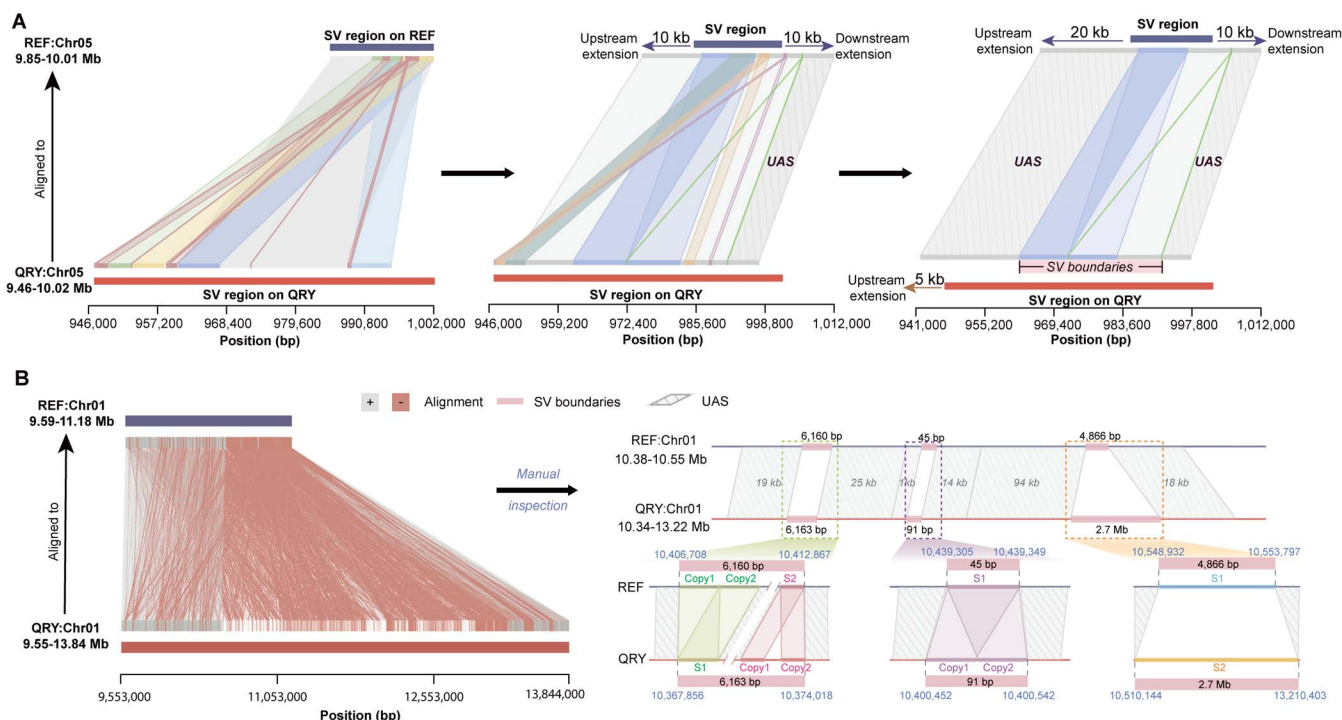 A
REF:Chr05
9.85-10.01 Mb
Aligned to
QRY:Chr05
9.46-10.02 Mb
SV region on REF
SV region on QRY
946,000 957,200 968,400 979,600 990,800 1,002,000
Position (bp)
SV region
Upstream
extension
10 kb
10 kb
Downstream
extension
UAS
SV region on QRY
946,000 959,200 972,400 985,600 998,800 1,012,000
Position (bp)
SV region
Upstream
extension
20 kb
10 kb
Downstream
extension
UAS
UAS
SV boundaries
Upstream
extension
5 kb
SV region on QRY
941,000 955,200 969,400 983,600 997,800 1,012,000
Position (bp)
B
REF:Chr01
9.59-11.18 Mb
Aligned to
QRY:Chr01
9.55-13.84 Mb
9,553,000 11,053,000 12,553,000 13,844,000
Position (bp)
+ - Alignment SV boundaries UAS
Manual
inspection
REF:Chr01
10.38-10.55 Mb
6,160 bp 45 bp 4,866 bp
19 kb 25 kb 1kb 14 kb 94 kb 18 kb
QRY:Chr01
10.34-13.22 Mb
6,163 bp 91 bp 2.7 Mb
10,406,708 10,412,867
6,160 bp
Copy1 Copy2 S2
REF
QRY
S1 Copy1 Copy2
6,163 bp
10,367,856 10,374,018
10,439,305 10,439,349
45 bp
S1
Copy1 Copy2
91 bp
10,400,452 10,400,542
10,548,932 10,553,797
4,866 bp
S1
S2
2.7 Mb
10,510,144 13,210,403